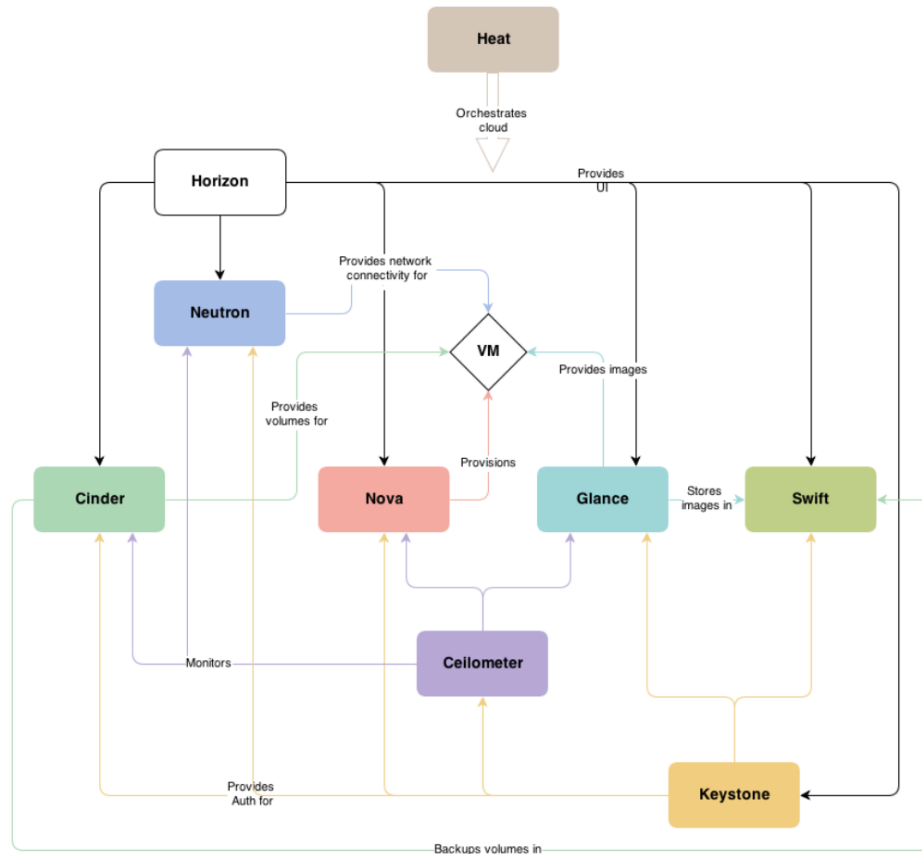 Heat
Orchestrates
cloud
Horizon
Provides
UI
Provides network
connectivity for
Neutron
VM
Provides images
Provides
volumes for
Provisions
Cinder
Nova
Glance
Stores
images in
Swift
Ceilometer
Monitors
Provides
Auth for
Keystone
Backups volumes in